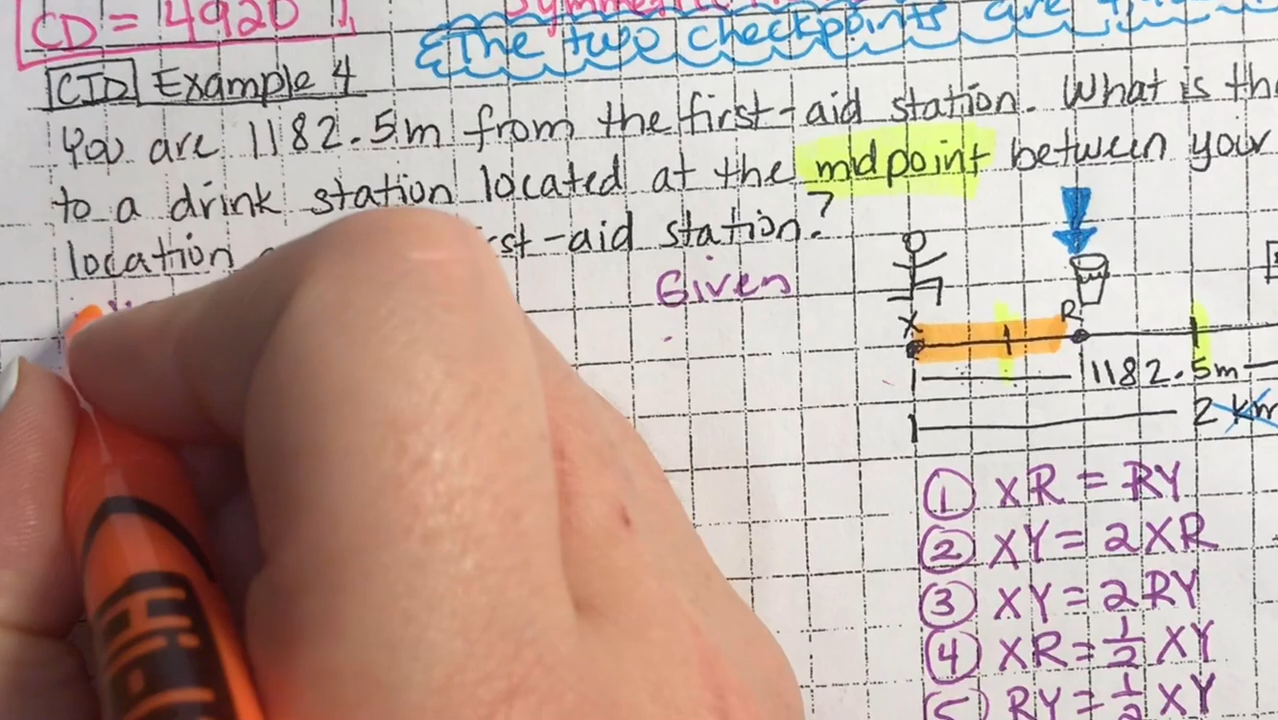 CD = 4920
The two checkpoints are
CID Example 4
You are 1182.5m from the first-aid station. What is
to a drink station located at the midpoint between your
location st-aid station.?
Given
X R
1182.5m
2 km
① XR = RY
② XY = 2XR
③ XY = 2RY
④ XR = 1/2 XY
⑤ RY = 1/2 XY
Hi-